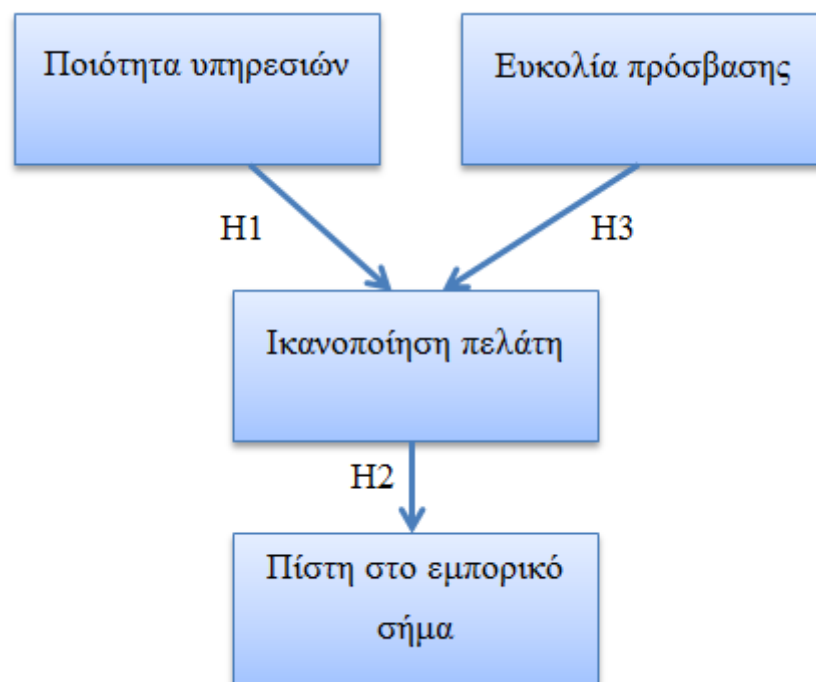 Ποιότητα υπηρεσιών
Ευκολία πρόσβασης
H1
H3
Ικανοποίηση πελάτη
H2
Πίστη στο εμπορικό
σήμα